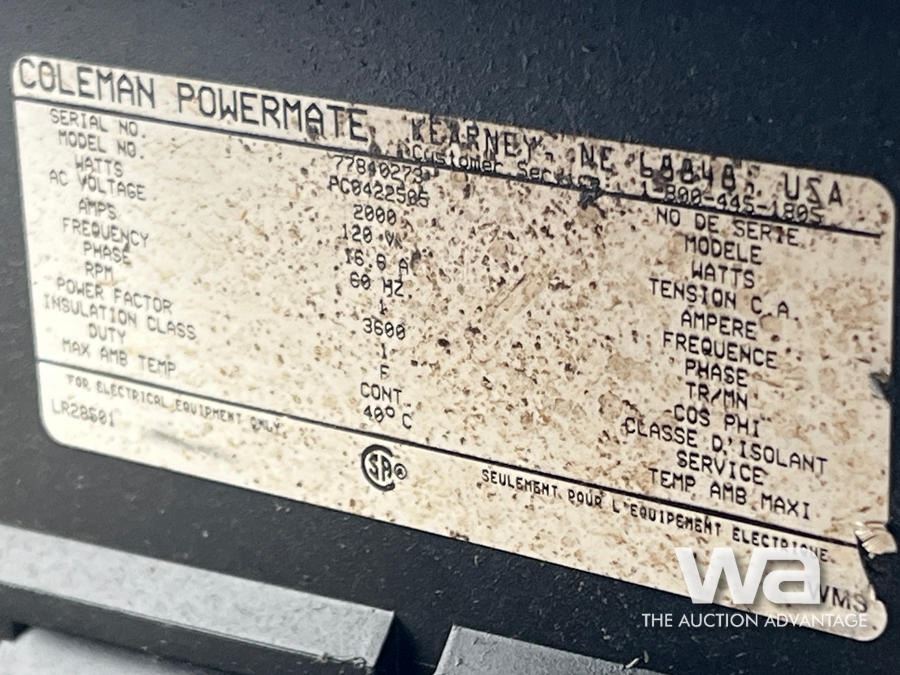 COLEMAN POWERMATE, KEARNEY, NE 68848, USA
Customer Service 1-800-445-1805
SERIAL NO. 77840273 NO DE SERIE
MODEL NO. PC0422505 MODELE
WATTS 2000 WATTS
AC VOLTAGE 120 V TENSION C.A.
AMPS 16.6 A AMPERE
FREQUENCY 60 HZ FREQUENCE
PHASE 1 PHASE
RPM 3600 TR/MN
POWER FACTOR 1 COS PHI
INSULATION CLASS F CLASSE D'ISOLANT
DUTY CONT. SERVICE
MAX AMB TEMP 40° C TEMP AMB MAXI
FOR ELECTRICAL EQUIPMENT ONLY. SEULEMENT POUR L'EQUIPEMENT ELECTRIQUE.
LR28501
SA®
wa
THE AUCTION ADVANTAGE